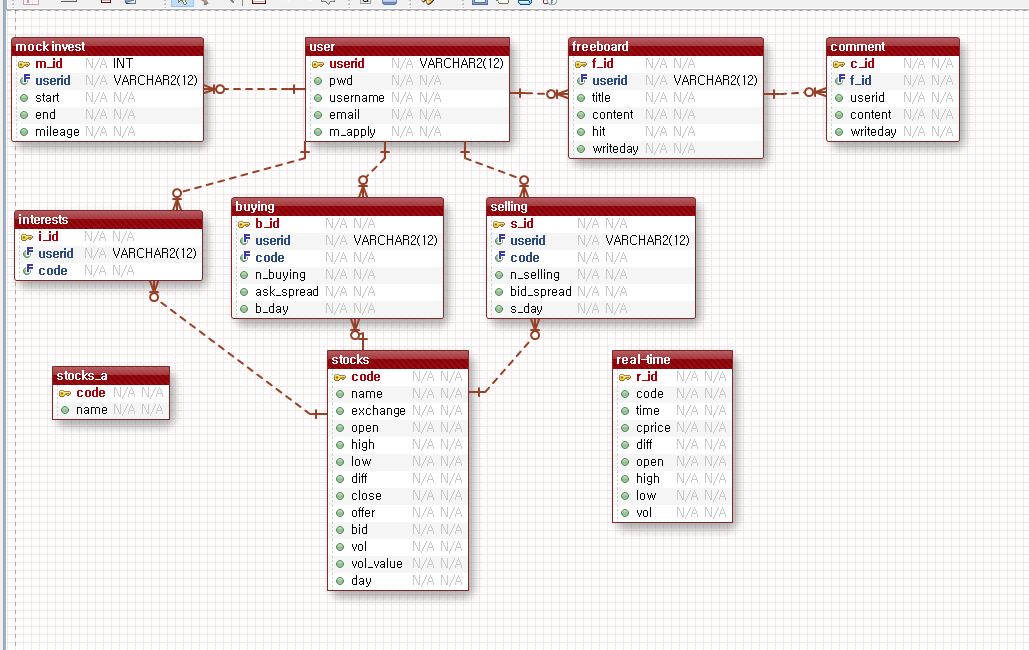 mockinvest
m_id N/A INT
userid N/A VARCHAR2(12)
start N/A N/A
end N/A N/A
mileage N/A N/A
user
userid N/A VARCHAR2(12)
pwd N/A N/A
username N/A N/A
email N/A N/A
m_apply N/A N/A
freeboard
f_id N/A N/A
userid N/A VARCHAR2(12)
title N/A N/A
content N/A N/A
hit N/A N/A
writeday N/A N/A
comment
c_id N/A N/A
f_id N/A N/A
userid N/A N/A
content N/A N/A
writeday N/A N/A
interests
i_id N/A N/A
userid N/A VARCHAR2(12)
code N/A N/A
buying
b_id N/A N/A
userid N/A VARCHAR2(12)
code N/A N/A
n_buying N/A N/A
ask_spread N/A N/A
b_day N/A N/A
selling
s_id N/A N/A
userid N/A VARCHAR2(12)
code N/A N/A
n_selling N/A N/A
bid_spread N/A N/A
s_day N/A N/A
stocks_a
code N/A N/A
name N/A N/A
stocks
code N/A N/A
name N/A N/A
exchange N/A N/A
open N/A N/A
high N/A N/A
low N/A N/A
diff N/A N/A
close N/A N/A
offer N/A N/A
bid N/A N/A
vol N/A N/A
vol_value N/A N/A
day N/A N/A
real-time
r_id N/A N/A
code N/A N/A
time N/A N/A
cprice N/A N/A
diff N/A N/A
open N/A N/A
high N/A N/A
low N/A N/A
vol N/A N/A